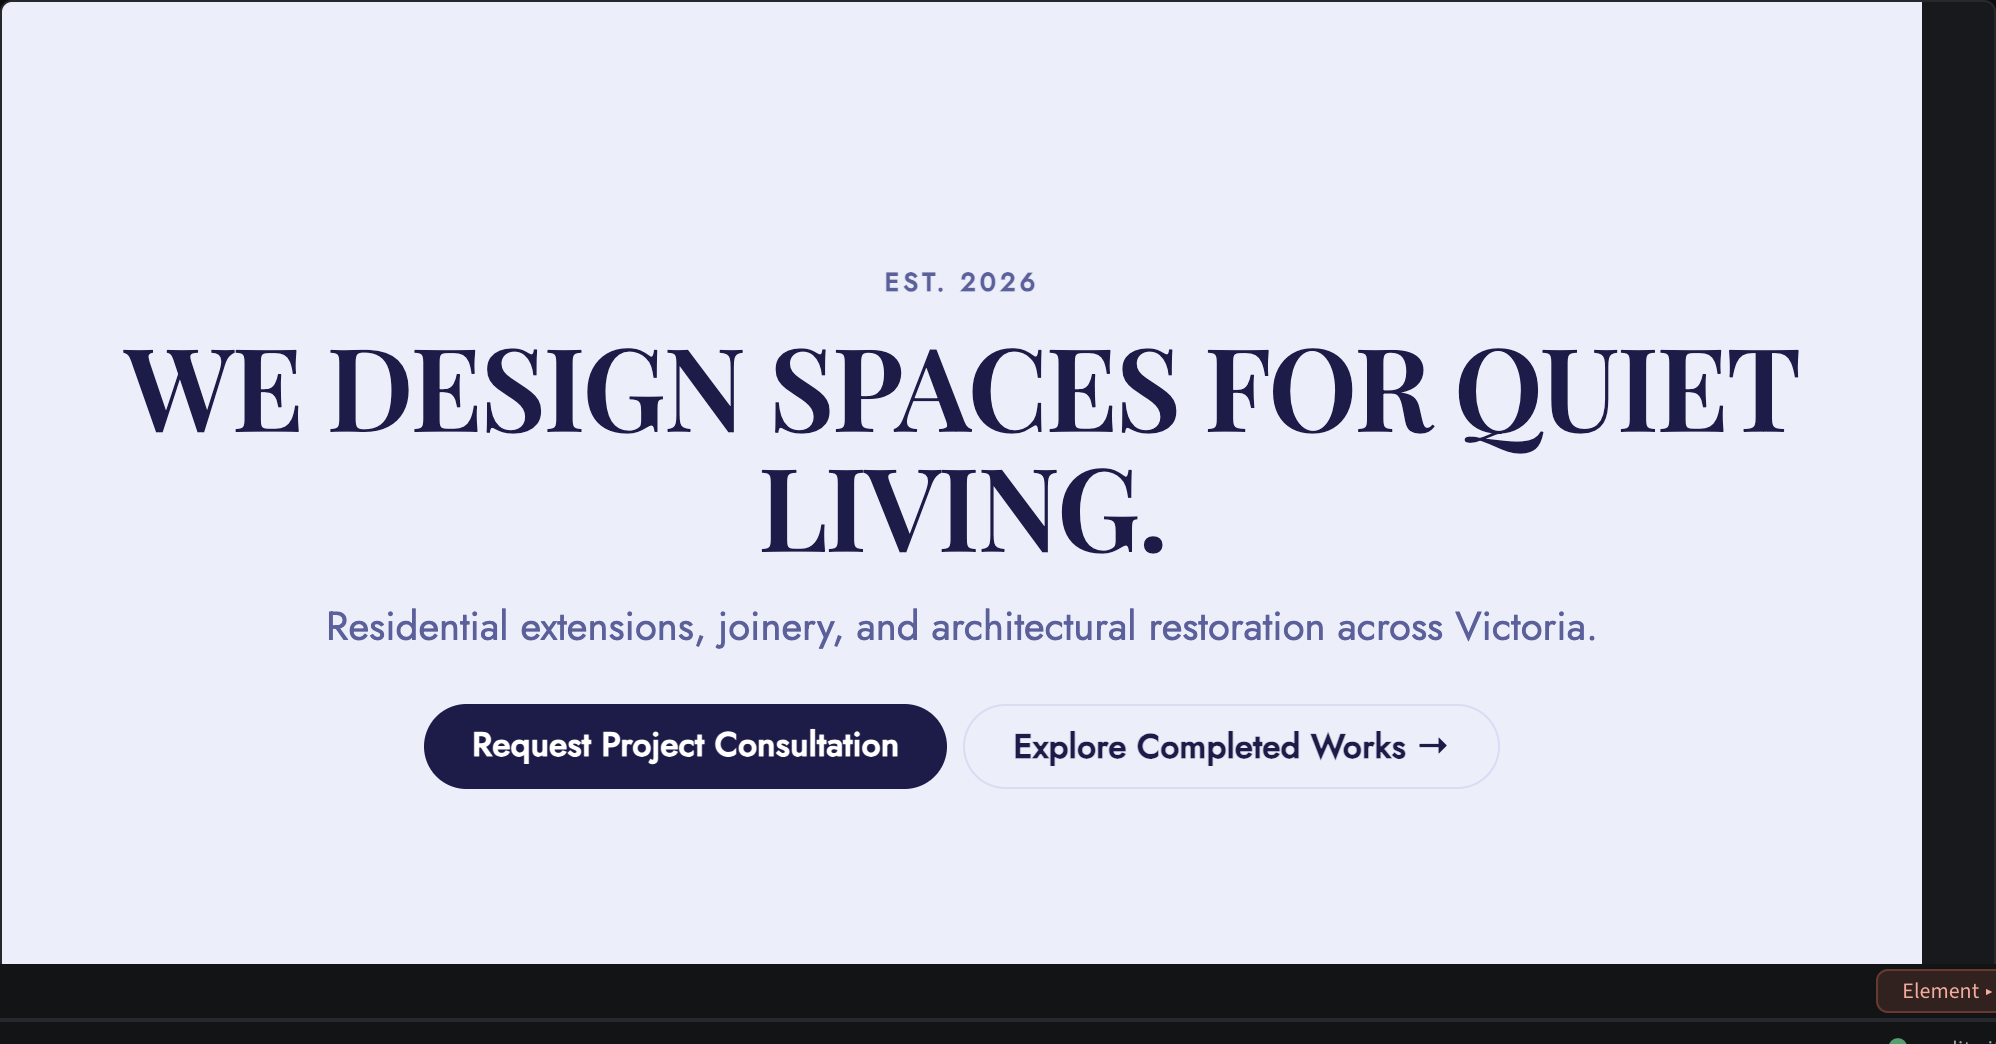 EST. 2026
WE DESIGN SPACES FOR QUIET
LIVING.
Residential extensions, joinery, and architectural restoration across Victoria.
Request Project Consultation
Explore Completed Works →
Element ▸